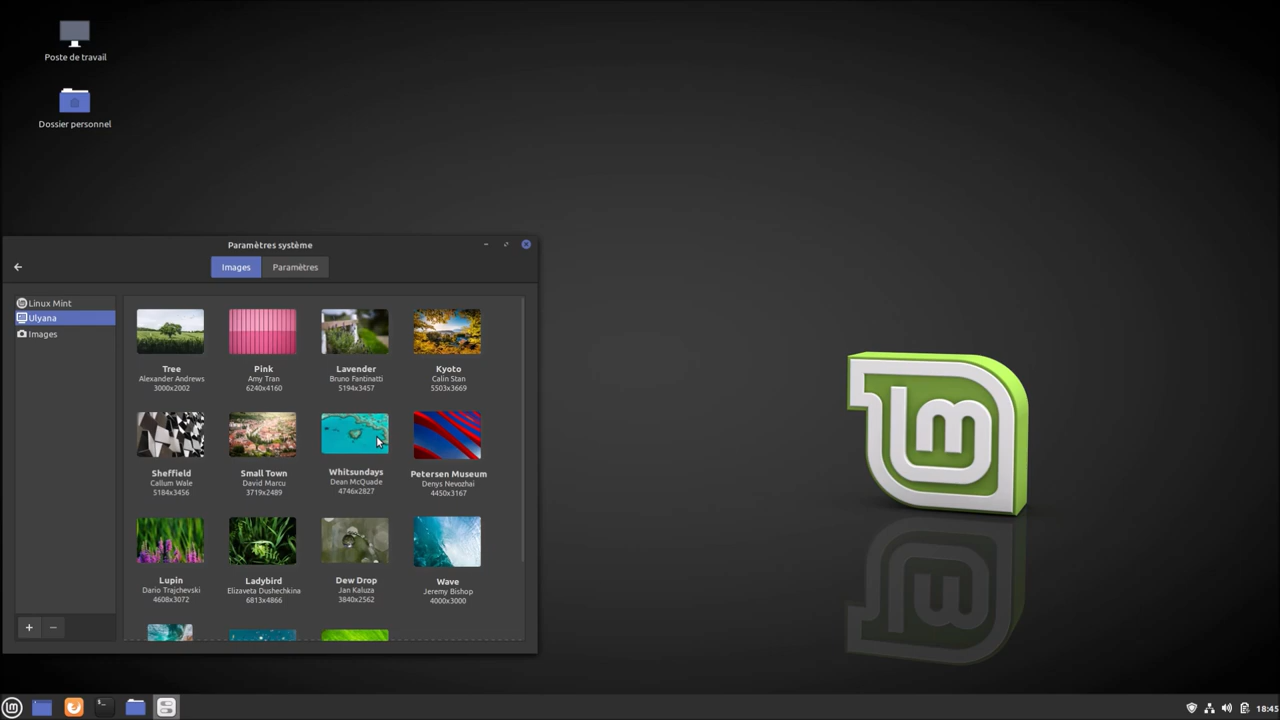 Poste de travail
Dossier personnel
Paramètres système
Images
Paramètres
Linux Mint
Ulyana
Images
Tree
Alexander Andrews
3000x2002
Pink
Amy Tran
6240x4160
Lavender
Bruno Fantinatti
5194x3457
Kyoto
Calin Stan
5503x3669
Sheffield
Callum Wale
5184x3456
Small Town
David Marcu
3719x2489
Whitsundays
Dean McQuade
4746x2827
Petersen Museum
Denys Nevozhai
4450x3167
Lupin
Dario Trajchevski
4608x3072
Ladybird
Elizaveta Dushechkina
6813x4866
Dew Drop
Jan Kaluza
3840x2562
Wave
Jeremy Bishop
4000x3000
lm
18:45